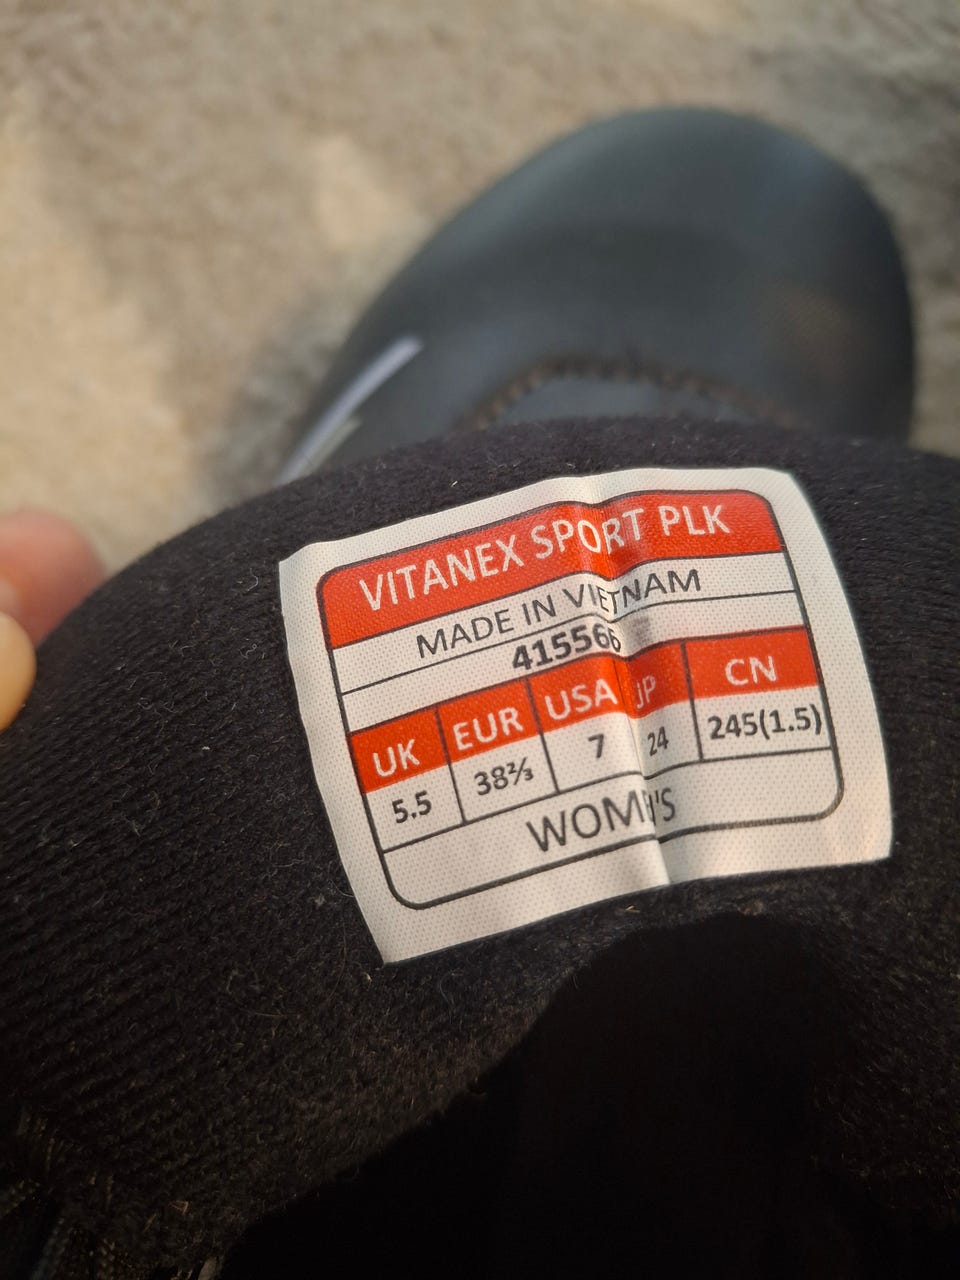 VITANEX SPORT PLK
MADE IN VIETNAM
415566
UK EUR USA JP CN
5.5 38⅔ 7 24 245(1.5)
WOMEN'S